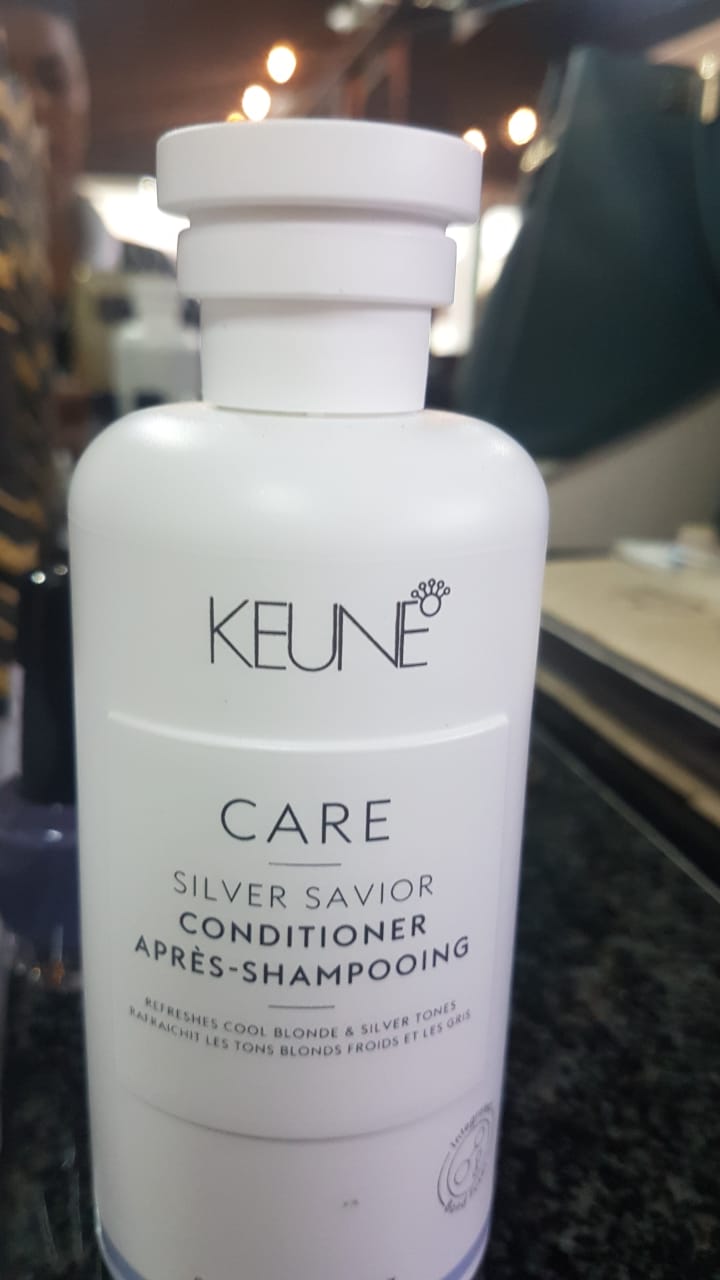 KEUNE
CARE
SILVER SAVIOR
CONDITIONER
APRÈS-SHAMPOOING
REFRESHES COOL BLONDE & SILVER TONES
RAFRAICHIT LES TONS BLONDS FROIDS ET LES GRIS